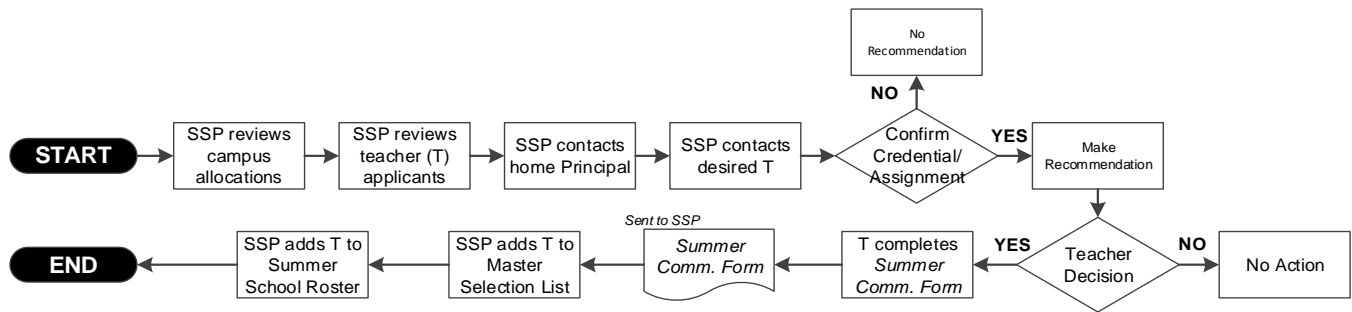 No
Recommendation
NO
START
SSP reviews
campus
allocations
SSP reviews
teacher (T)
applicants
SSP contacts
home Principal
SSP contacts
desired T
Confirm
Credential/
Assignment
YES
Make
Recommendation
Teacher
Decision
NO
No Action
YES
T completes
Summer
Comm. Form
Sent to SSP
Summer
Comm. Form
SSP adds T to
Master
Selection List
SSP adds T to
Summer
School Roster
END